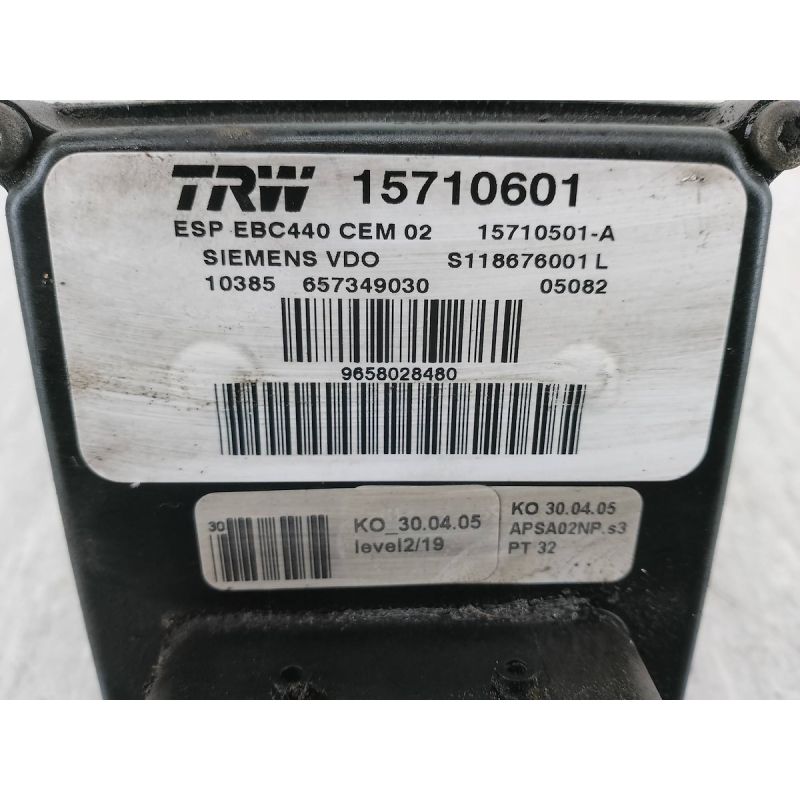 TRW 15710601
ESP EBC440 CEM 02 15710501-A
SIEMENS VDO S118676001 L
10385 657349030 05082
9658028480
30
KO_30.04.05
level2/19
KO 30.04.05
APSA02NP.s3
PT 32